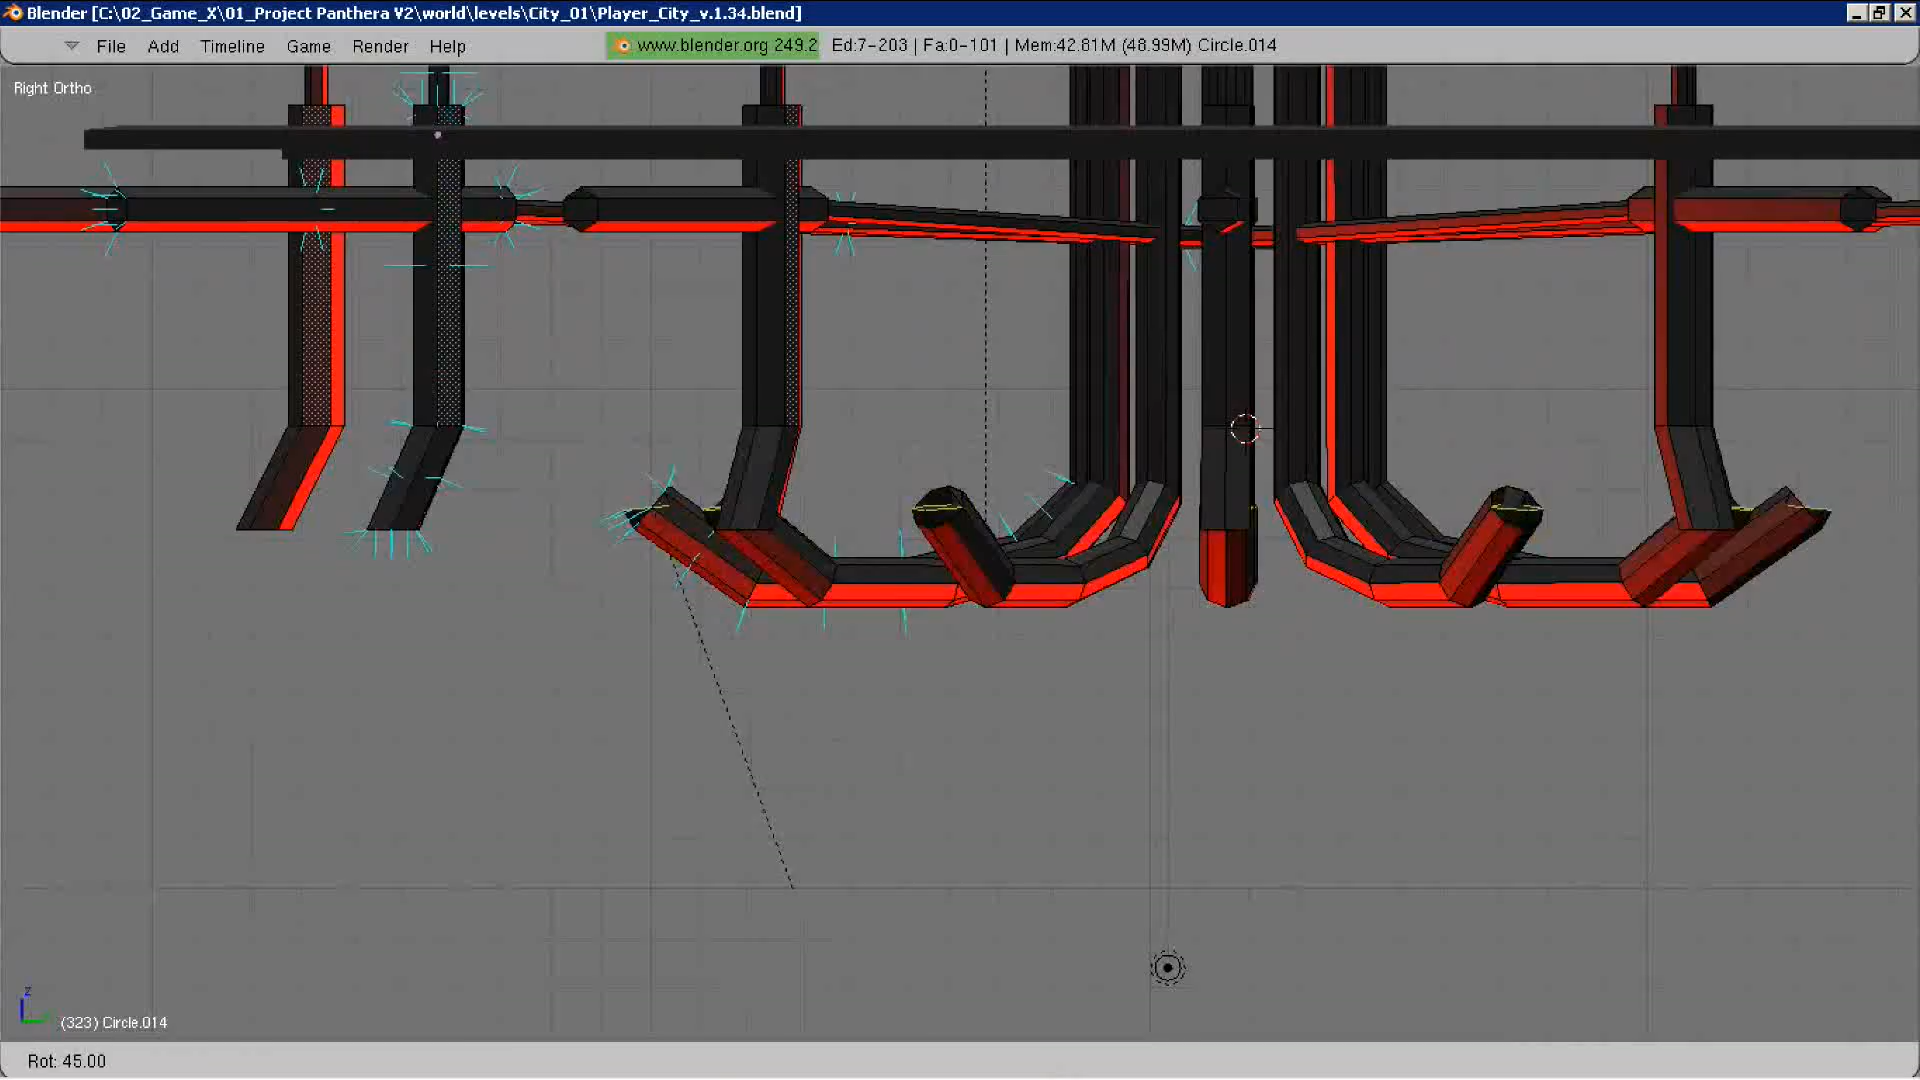 Blender [C:\02_Game_X\01_Project Panthera V2\world\levels\City_01\Player_City_v.1.34.blend]
File Add Timeline Game Render Help www.blender.org 249.2 Ed:7-203 | Fa:0-101 | Mem:42.81M (48.99M) Circle.014
Right Ortho
z
(323) Circle.014
Rot: 45.00